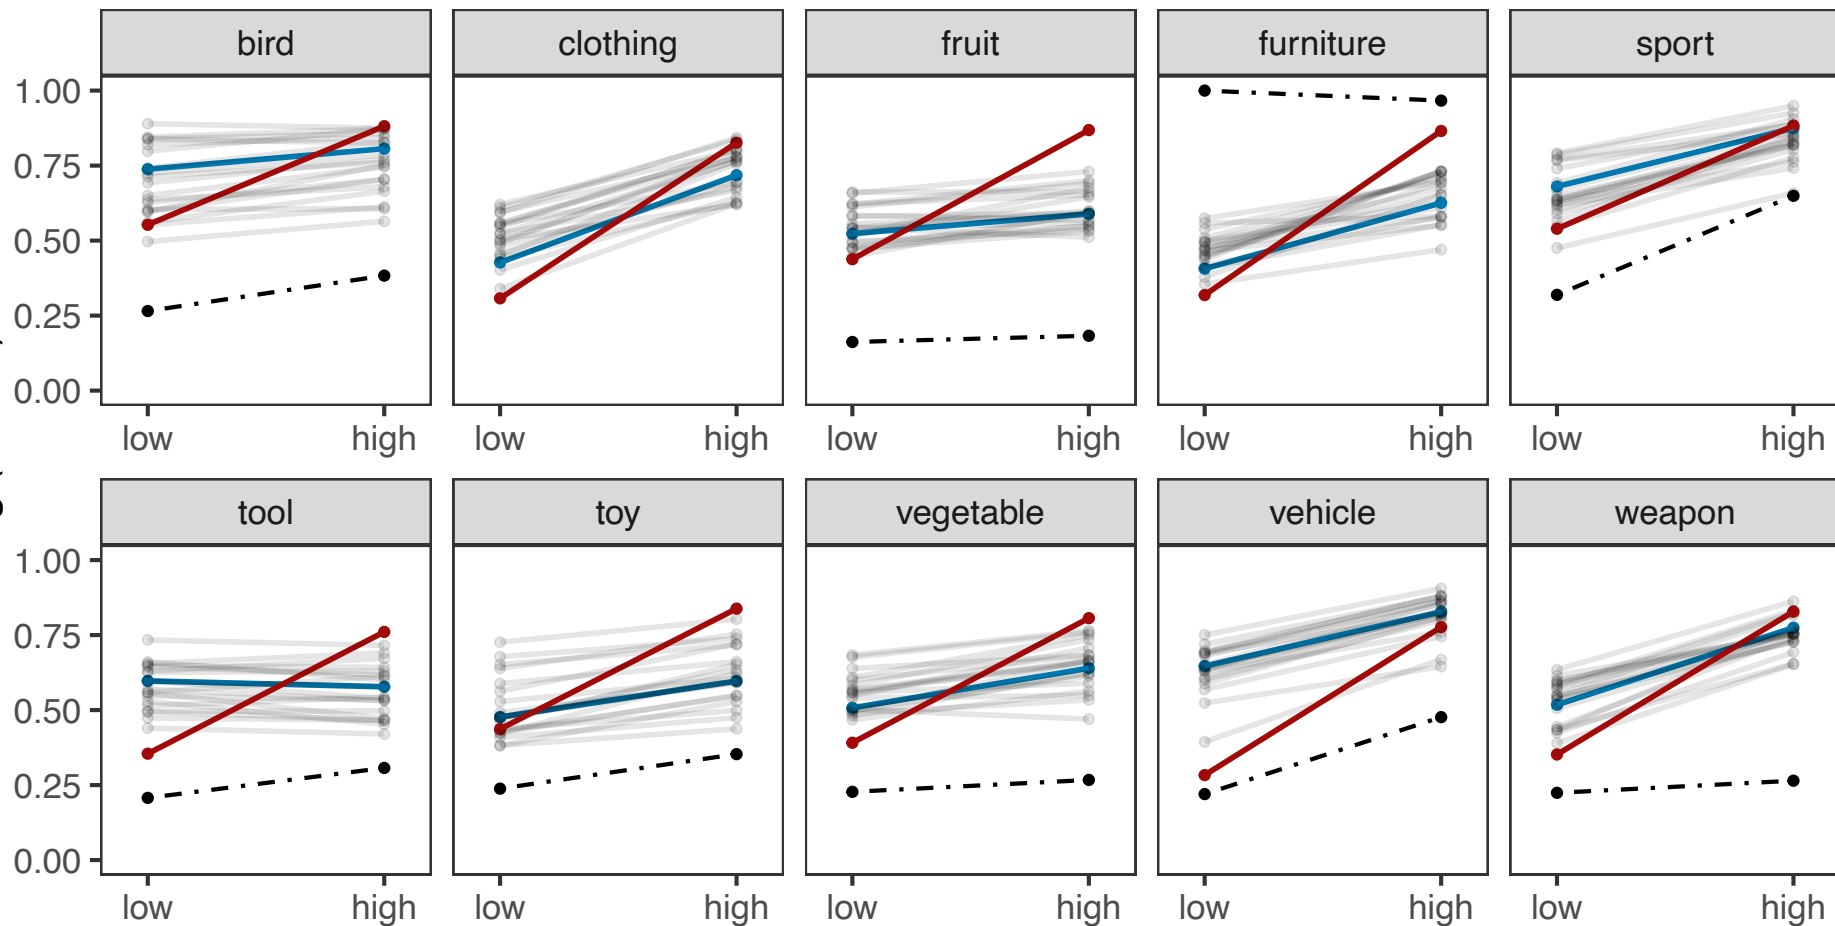 bird clothing fruit furniture sport
1.00
0.75
0.50
0.25
0.00
low high low high low high low high low high
tool toy vegetable vehicle weapon
1.00
0.75
0.50
0.25
0.00
low high low high low high low high low high